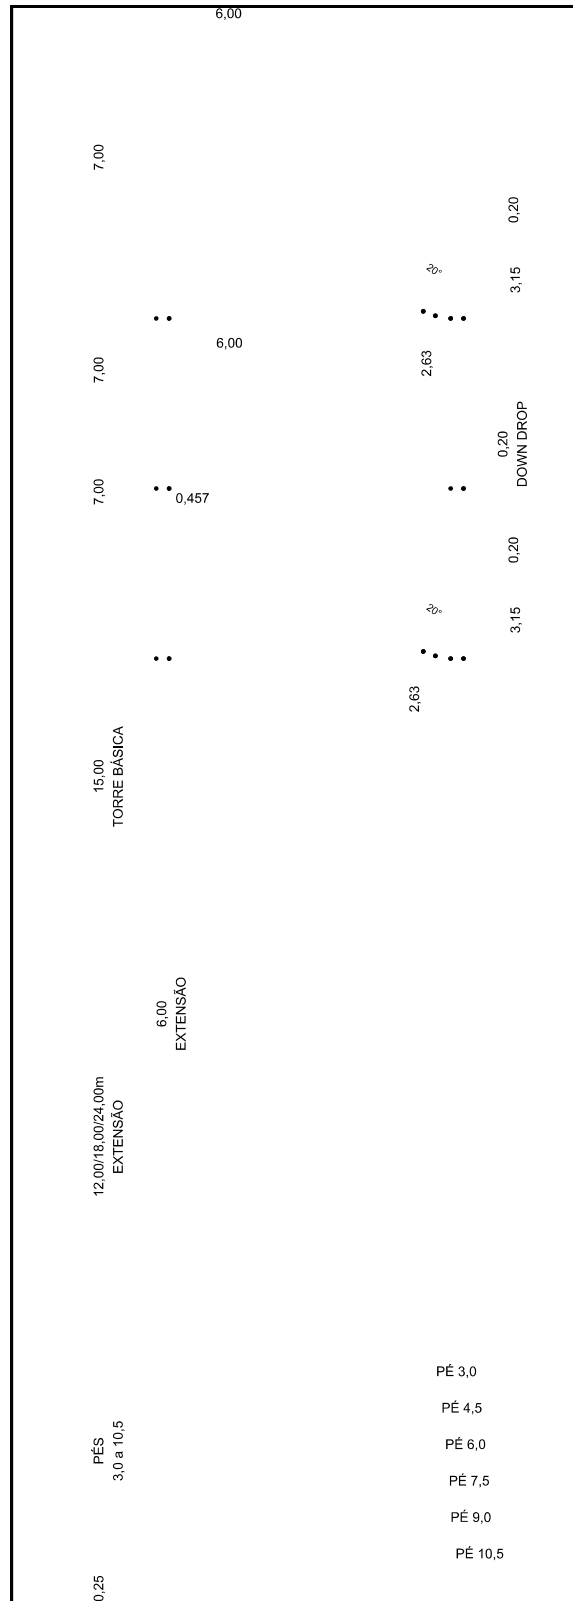 6,00
7,00
0,20
20°
3,15
6,00
2,63
7,00
0,20
DOWN DROP
7,00
0,457
0,20
20°
3,15
2,63
15,00
TORRE BÁSICA
6,00
EXTENSÃO
12,00/18,00/24,00m
EXTENSÃO
PÉ 3,0
PÉ 4,5
PÉS
3,0 a 10,5
PÉ 6,0
PÉ 7,5
PÉ 9,0
PÉ 10,5
0,25